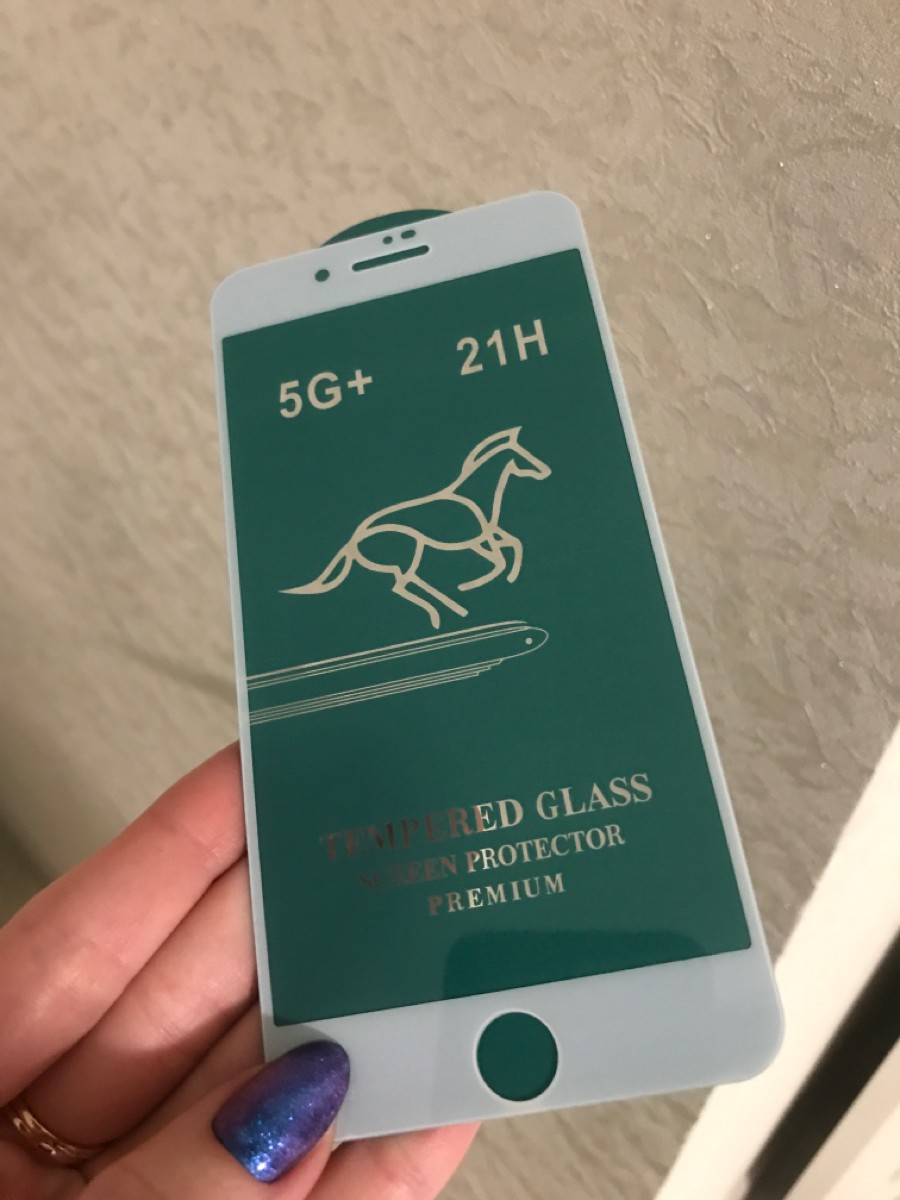 5G+ 21H
TEMPERED GLASS
SCREEN PROTECTOR
PREMIUM